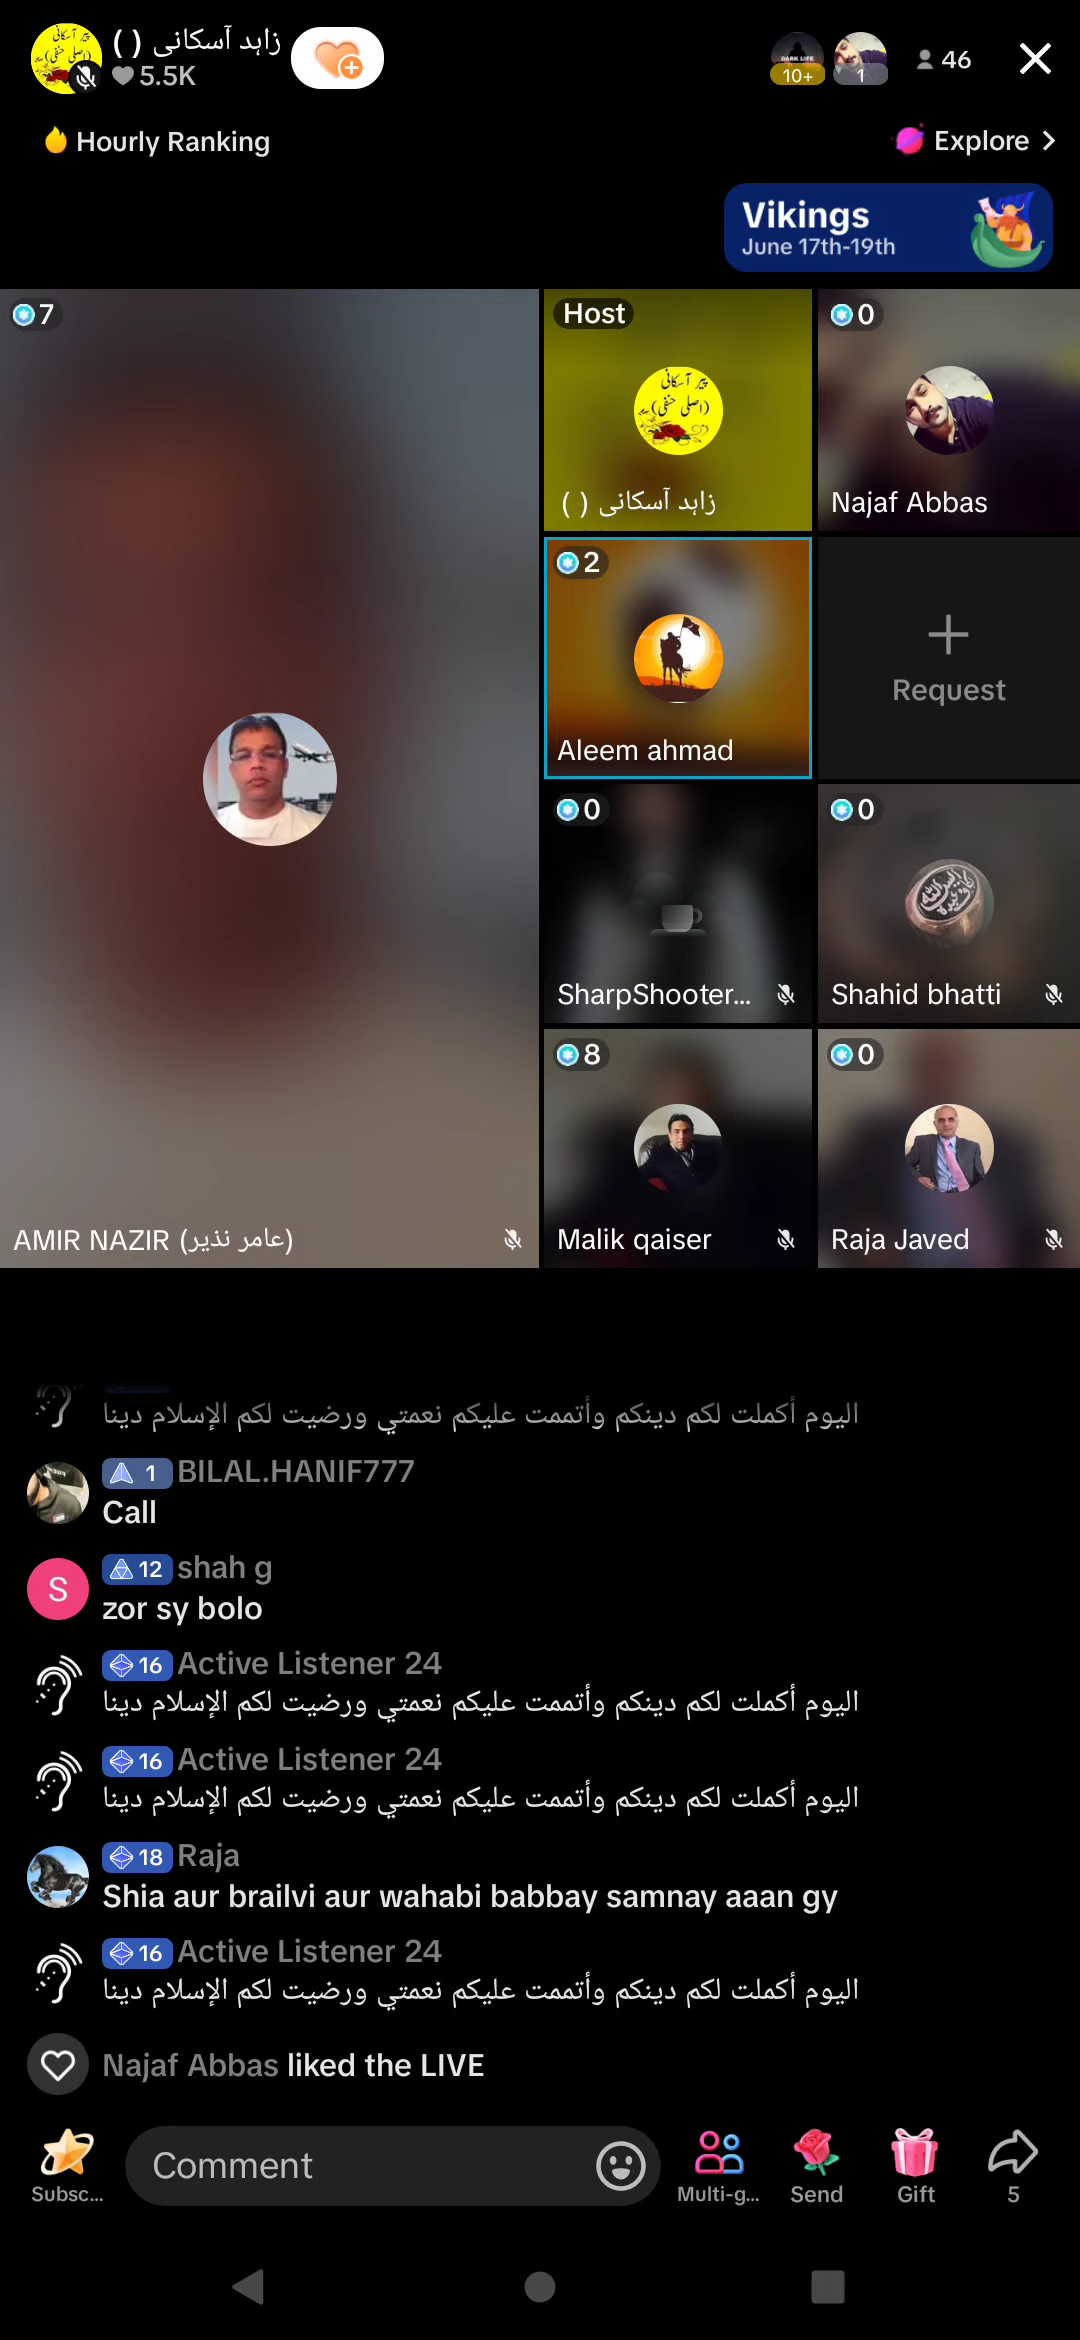 زاہد آسکانی ( )
5.5K
10+
1
46
Hourly Ranking
Explore
Vikings
June 17th-19th
7
Host
پیر آسکانی
(اصلی حنفی)
زاہد آسکانی ( )
0
Najaf Abbas
2
Aleem ahmad
Request
0
SharpShooter...
0
Shahid bhatti
AMIR NAZIR (عامر نذیر)
8
Malik qaiser
0
Raja Javed
اليوم أكملت لكم دينكم وأتممت عليكم نعمتي ورضيت لكم الإسلام دينا
1 BILAL.HANIF777
Call
S
12 shah g
zor sy bolo
16 Active Listener 24
اليوم أكملت لكم دينكم وأتممت عليكم نعمتي ورضيت لكم الإسلام دينا
16 Active Listener 24
اليوم أكملت لكم دينكم وأتممت عليكم نعمتي ورضيت لكم الإسلام دينا
18 Raja
Shia aur brailvi aur wahabi babbay samnay aaan gy
16 Active Listener 24
اليوم أكملت لكم دينكم وأتممت عليكم نعمتي ورضيت لكم الإسلام دينا
Najaf Abbas liked the LIVE
Comment
Subsc...
Multi-g...
Send
Gift
5